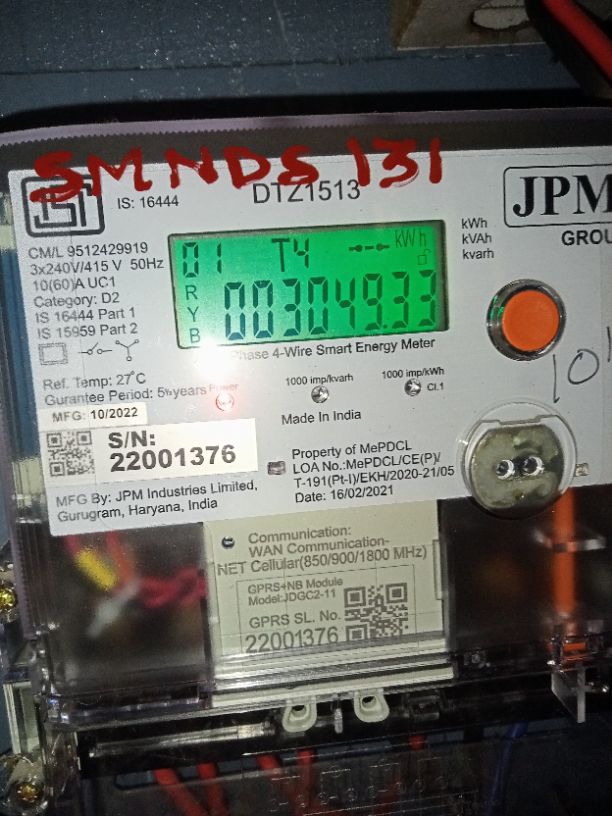 SMNDS 131
IS: 16444
DTZ1513
JPM
GROU
kWh
kVAh
kvarh
CM/L 9512429919
3x240V/415 V 50Hz
10(60)A UC1
Category: D2
IS 16444 Part 1
IS 15959 Part 2
01 T4 kWh
R
Y
B
003049.33
Phase 4-Wire Smart Energy Meter
Ref. Temp: 27°C
Gurantee Period: 5½years
Power
1000 imp/kvarh
1000 imp/kWh
Cl.1
MFG: 10/2022
Made In India
S/N:
22001376
MFG By: JPM Industries Limited,
Gurugram, Haryana, India
Property of MePDCL
LOA No.:MePDCL/CE(P)/
T-191(Pt-I)/EKH/2020-21/05
Date: 16/02/2021
Communication:
WAN Communication-
NET Cellular(850/900/1800 MHz)
GPRS+NB Module
Model:JDGC2-11
GPRS SL. No.
22001376